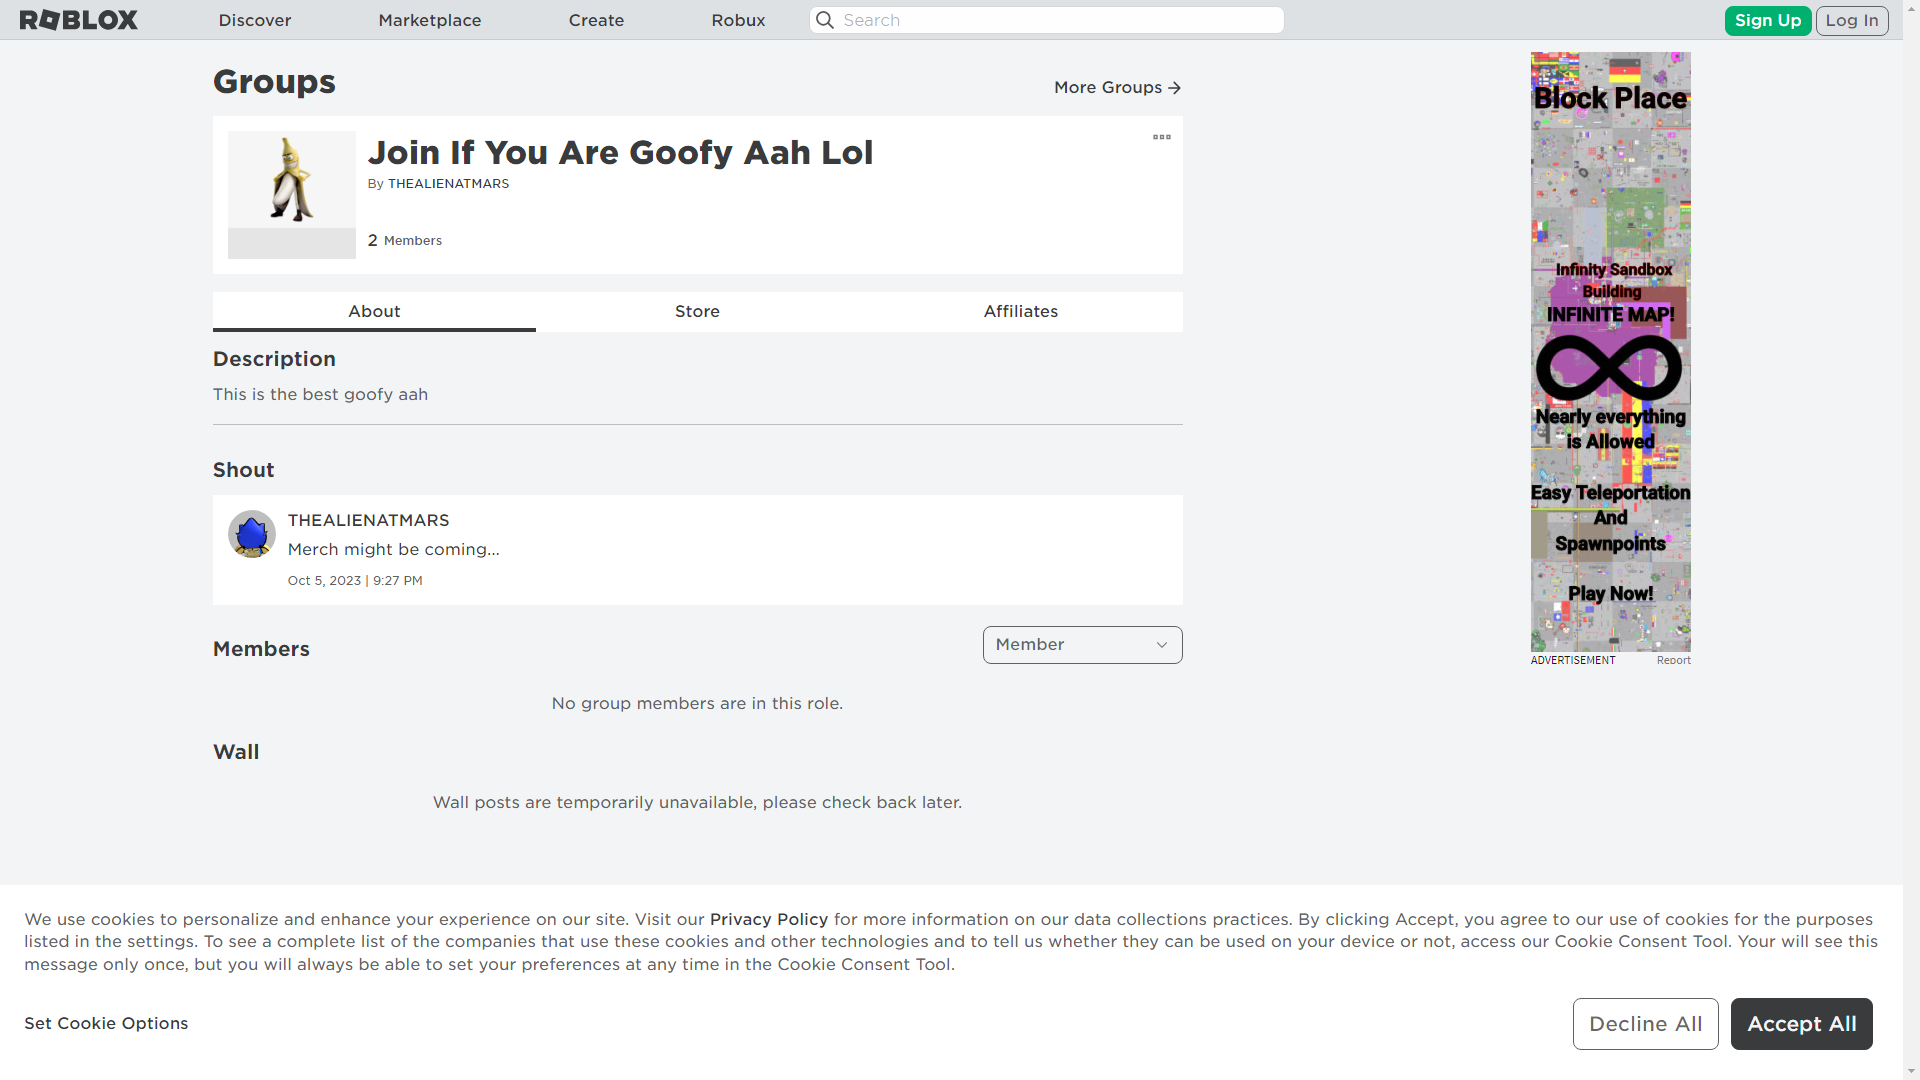 ROBLOX
Discover
Marketplace
Create
Robux
Search
Sign Up
Log In
Groups
More Groups
Join If You Are Goofy Aah Lol
By THEALIENATMARS
2 Members
About
Store
Affiliates
Description
This is the best goofy aah
Shout
THEALIENATMARS
Merch might be coming...
Oct 5, 2023 | 9:27 PM
Members
Member
No group members are in this role.
Wall
Wall posts are temporarily unavailable, please check back later.
Block Place
Infinity Sandbox
Building
INFINITE MAP!
Nearly everything
is Allowed
Easy Teleportation
And
Spawnpoints
Play Now!
ADVERTISEMENT
Report
We use cookies to personalize and enhance your experience on our site. Visit our Privacy Policy for more information on our data collections practices. By clicking Accept, you agree to our use of cookies for the purposes
listed in the settings. To see a complete list of the companies that use these cookies and other technologies and to tell us whether they can be used on your device or not, access our Cookie Consent Tool. Your will see this
message only once, but you will always be able to set your preferences at any time in the Cookie Consent Tool.
Set Cookie Options
Decline All
Accept All